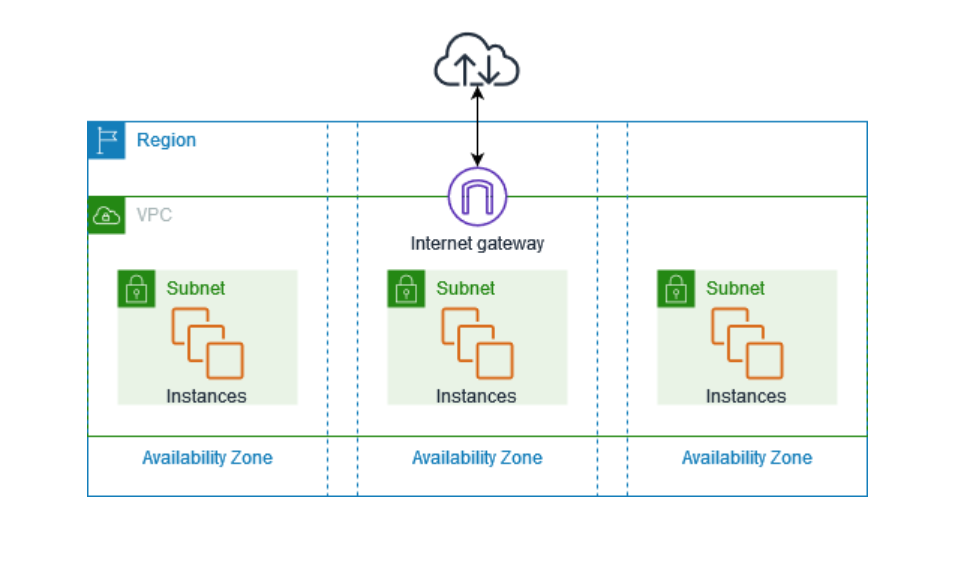 Region
VPC
Internet gateway
Subnet
Subnet
Subnet
Instances
Instances
Instances
Availability Zone
Availability Zone
Availability Zone